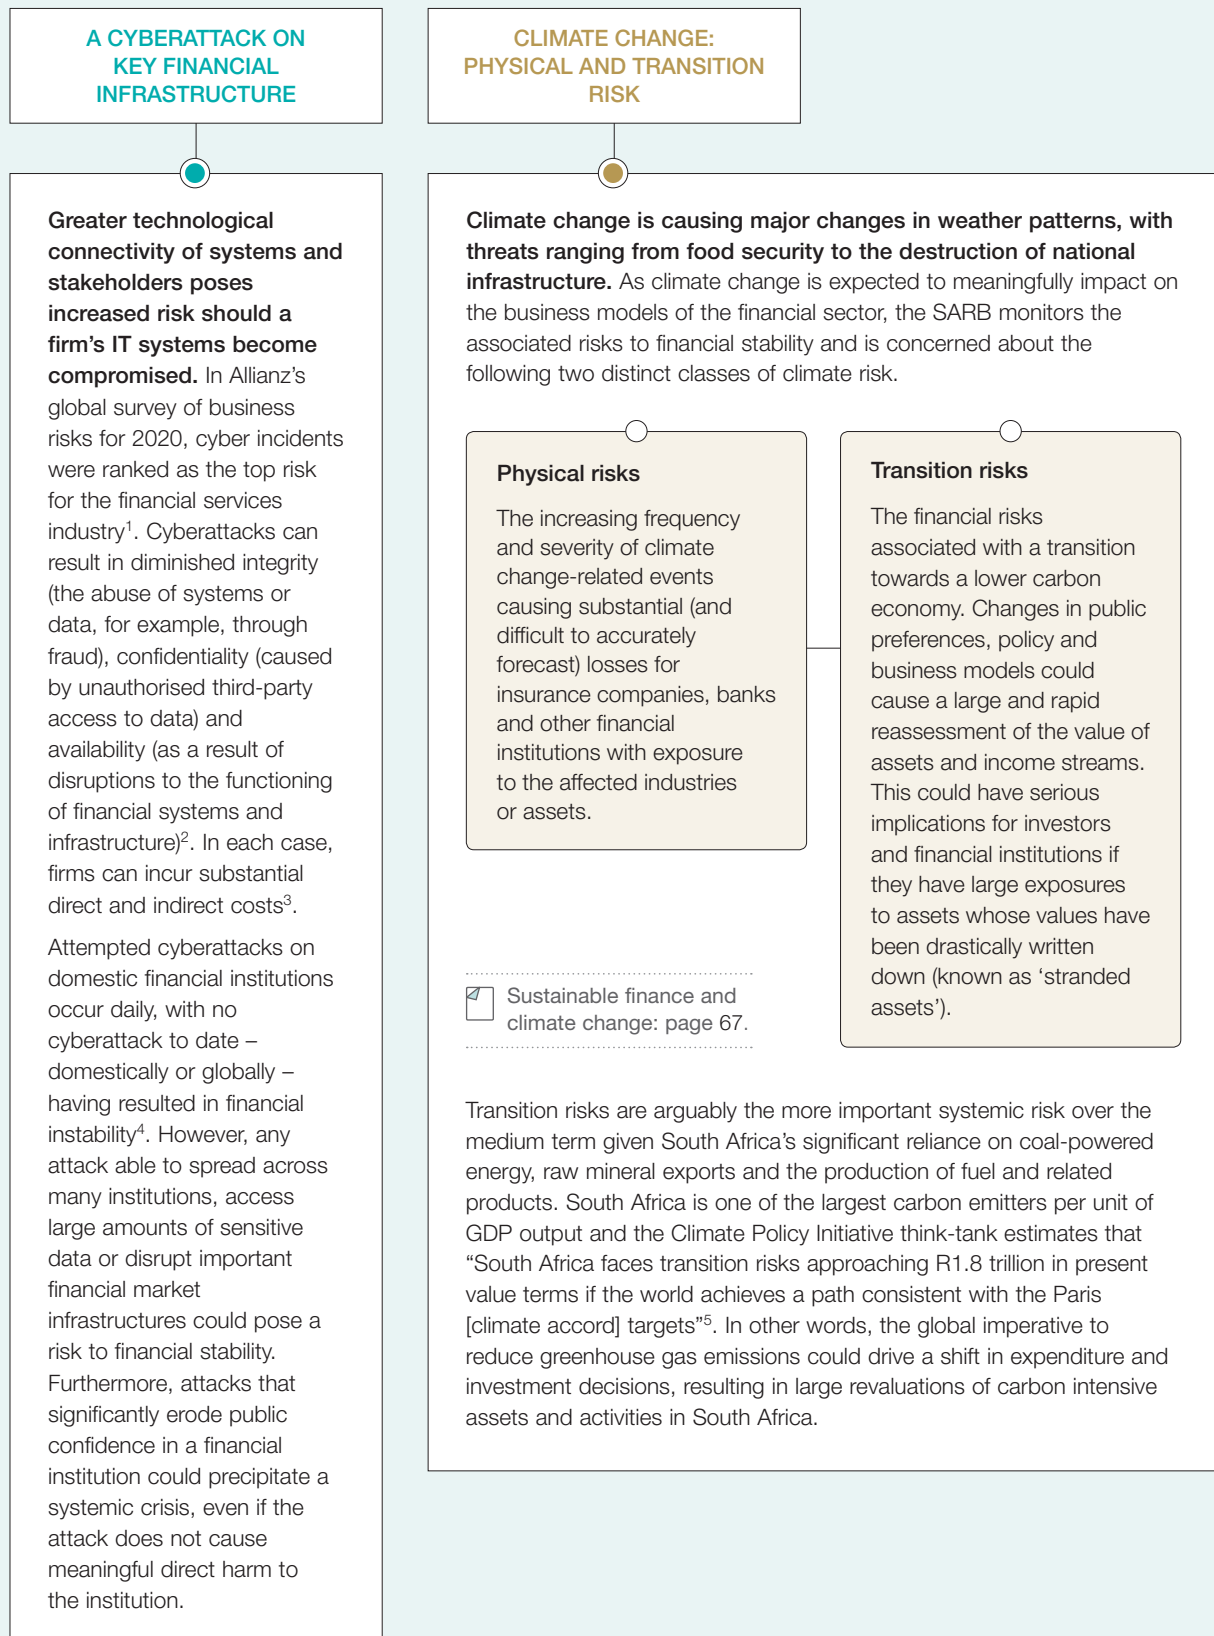 A CYBERATTACK ON
KEY FINANCIAL
INFRASTRUCTURE
Greater technological
connectivity of systems and
stakeholders poses
increased risk should a
firm's IT systems become
compromised. In Allianz's
global survey of business
risks for 2020, cyber incidents
were ranked as the top risk
for the financial services
industry1. Cyberattacks can
result in diminished integrity
(the abuse of systems or
data, for example, through
fraud), confidentiality (caused
by unauthorised third-party
access to data) and
availability (as a result of
disruptions to the functioning
of financial systems and
infrastructure)2. In each case,
firms can incur substantial
direct and indirect costs3.
Attempted cyberattacks on
domestic financial institutions
occur daily, with no
cyberattack to date –
domestically or globally –
having resulted in financial
instability4. However, any
attack able to spread across
many institutions, access
large amounts of sensitive
data or disrupt important
financial market
infrastructures could pose a
risk to financial stability.
Furthermore, attacks that
significantly erode public
confidence in a financial
institution could precipitate a
systemic crisis, even if the
attack does not cause
meaningful direct harm to
the institution.
CLIMATE CHANGE:
PHYSICAL AND TRANSITION
RISK
Climate change is causing major changes in weather patterns, with
threats ranging from food security to the destruction of national
infrastructure. As climate change is expected to meaningfully impact on
the business models of the financial sector, the SARB monitors the
associated risks to financial stability and is concerned about the
following two distinct classes of climate risk.
Physical risks
The increasing frequency
and severity of climate
change-related events
causing substantial (and
difficult to accurately
forecast) losses for
insurance companies, banks
and other financial
institutions with exposure
to the affected industries
or assets.
Transition risks
The financial risks
associated with a transition
towards a lower carbon
economy. Changes in public
preferences, policy and
business models could
cause a large and rapid
reassessment of the value of
assets and income streams.
This could have serious
implications for investors
and financial institutions if
they have large exposures
to assets whose values have
been drastically written
down (known as 'stranded
assets').
Sustainable finance and
climate change: page 67.
Transition risks are arguably the more important systemic risk over the
medium term given South Africa's significant reliance on coal-powered
energy, raw mineral exports and the production of fuel and related
products. South Africa is one of the largest carbon emitters per unit of
GDP output and the Climate Policy Initiative think-tank estimates that
"South Africa faces transition risks approaching R1.8 trillion in present
value terms if the world achieves a path consistent with the Paris
[climate accord] targets"5. In other words, the global imperative to
reduce greenhouse gas emissions could drive a shift in expenditure and
investment decisions, resulting in large revaluations of carbon intensive
assets and activities in South Africa.